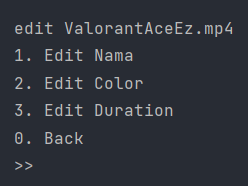 edit ValorantAceEz.mp4
1. Edit Nama
2. Edit Color
3. Edit Duration
0. Back
>>